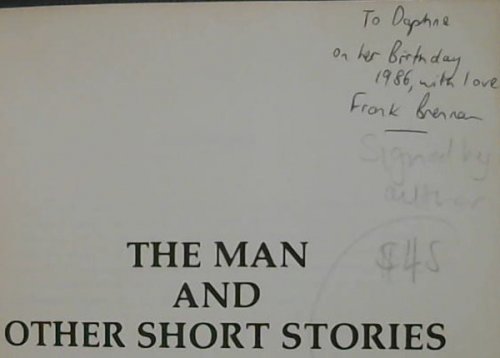 To Daphne
on her Birthday
1986, with love
Frank Brennan
Signed by
author
$45
THE MAN
AND
OTHER SHORT STORIES